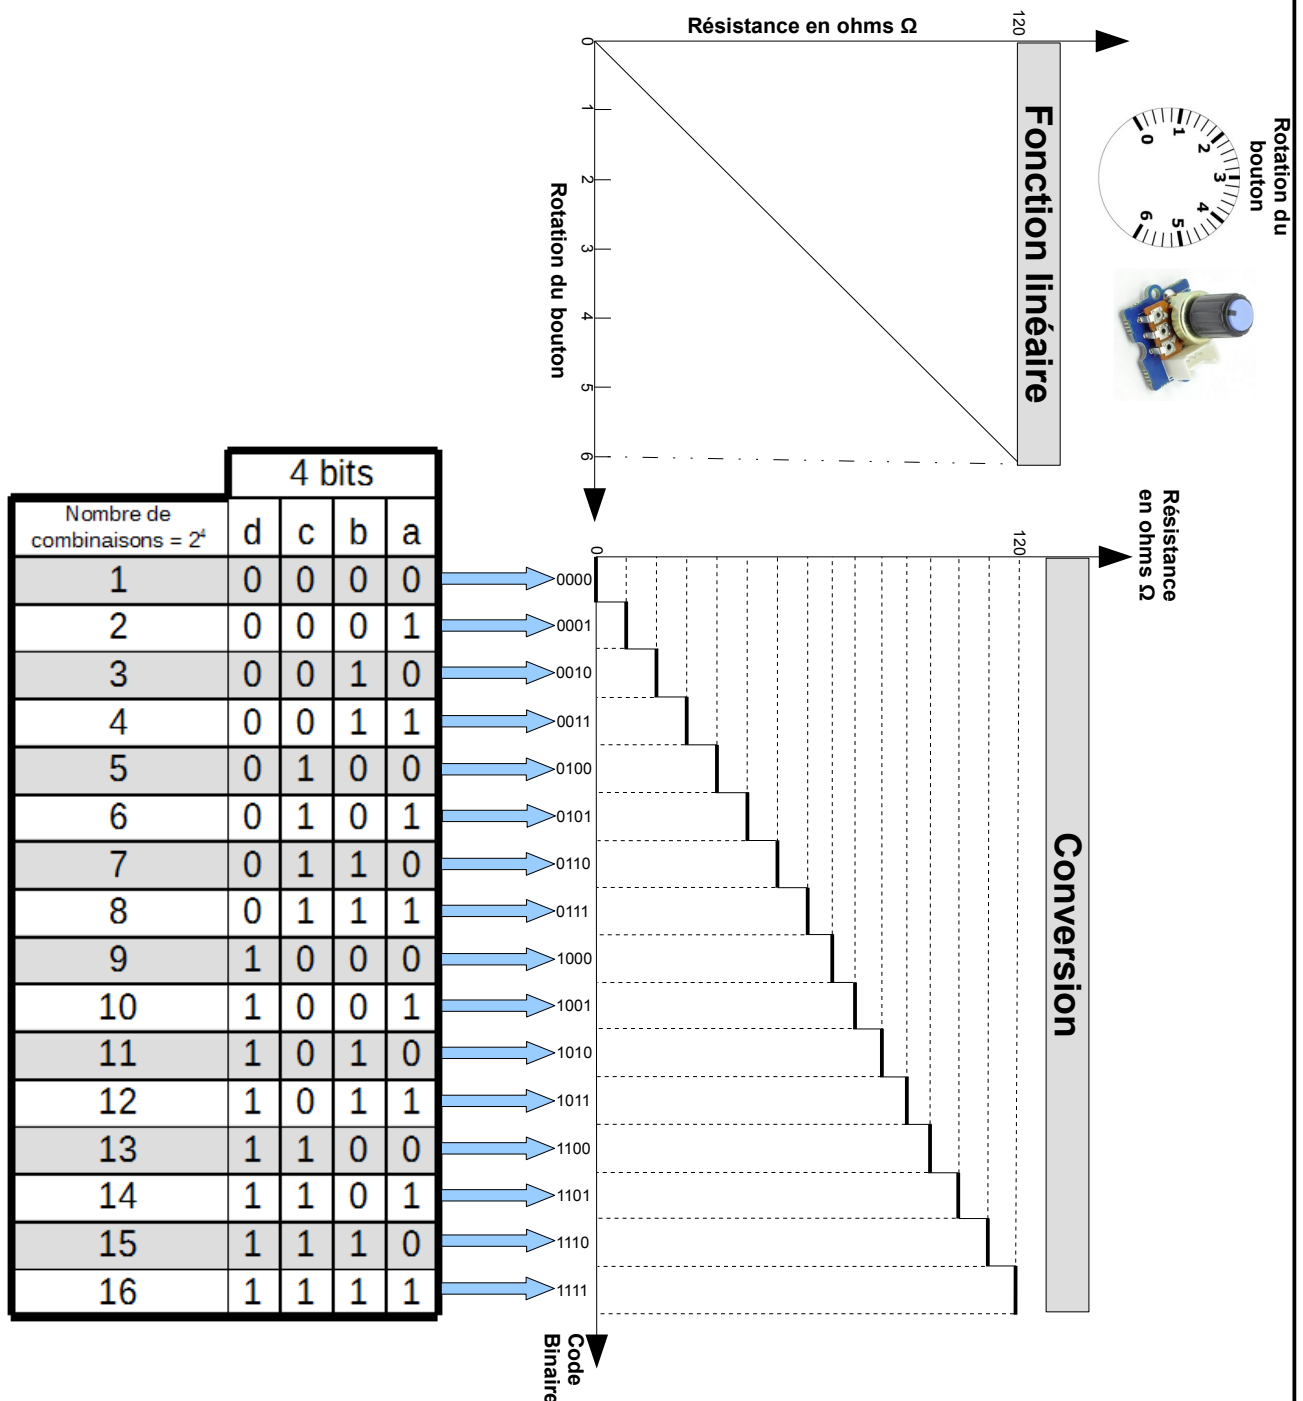 Résistance en ohms Ω
120
0
1
2
3
4
5
6
Rotation du bouton
Fonction linéaire
Rotation du
bouton
0
1
2
3
4
5
6
4 bits
Nombre de
combinaisons = 2⁴
d c b a
1 0 0 0 0
2 0 0 0 1
3 0 0 1 0
4 0 0 1 1
5 0 1 0 0
6 0 1 0 1
7 0 1 1 0
8 0 1 1 1
9 1 0 0 0
10 1 0 0 1
11 1 0 1 0
12 1 0 1 1
13 1 1 0 0
14 1 1 0 1
15 1 1 1 0
16 1 1 1 1
Résistance
en ohms Ω
0
120
0000
0001
0010
0011
0100
0101
0110
0111
1000
1001
1010
1011
1100
1101
1110
1111
Conversion
Code
Binaire